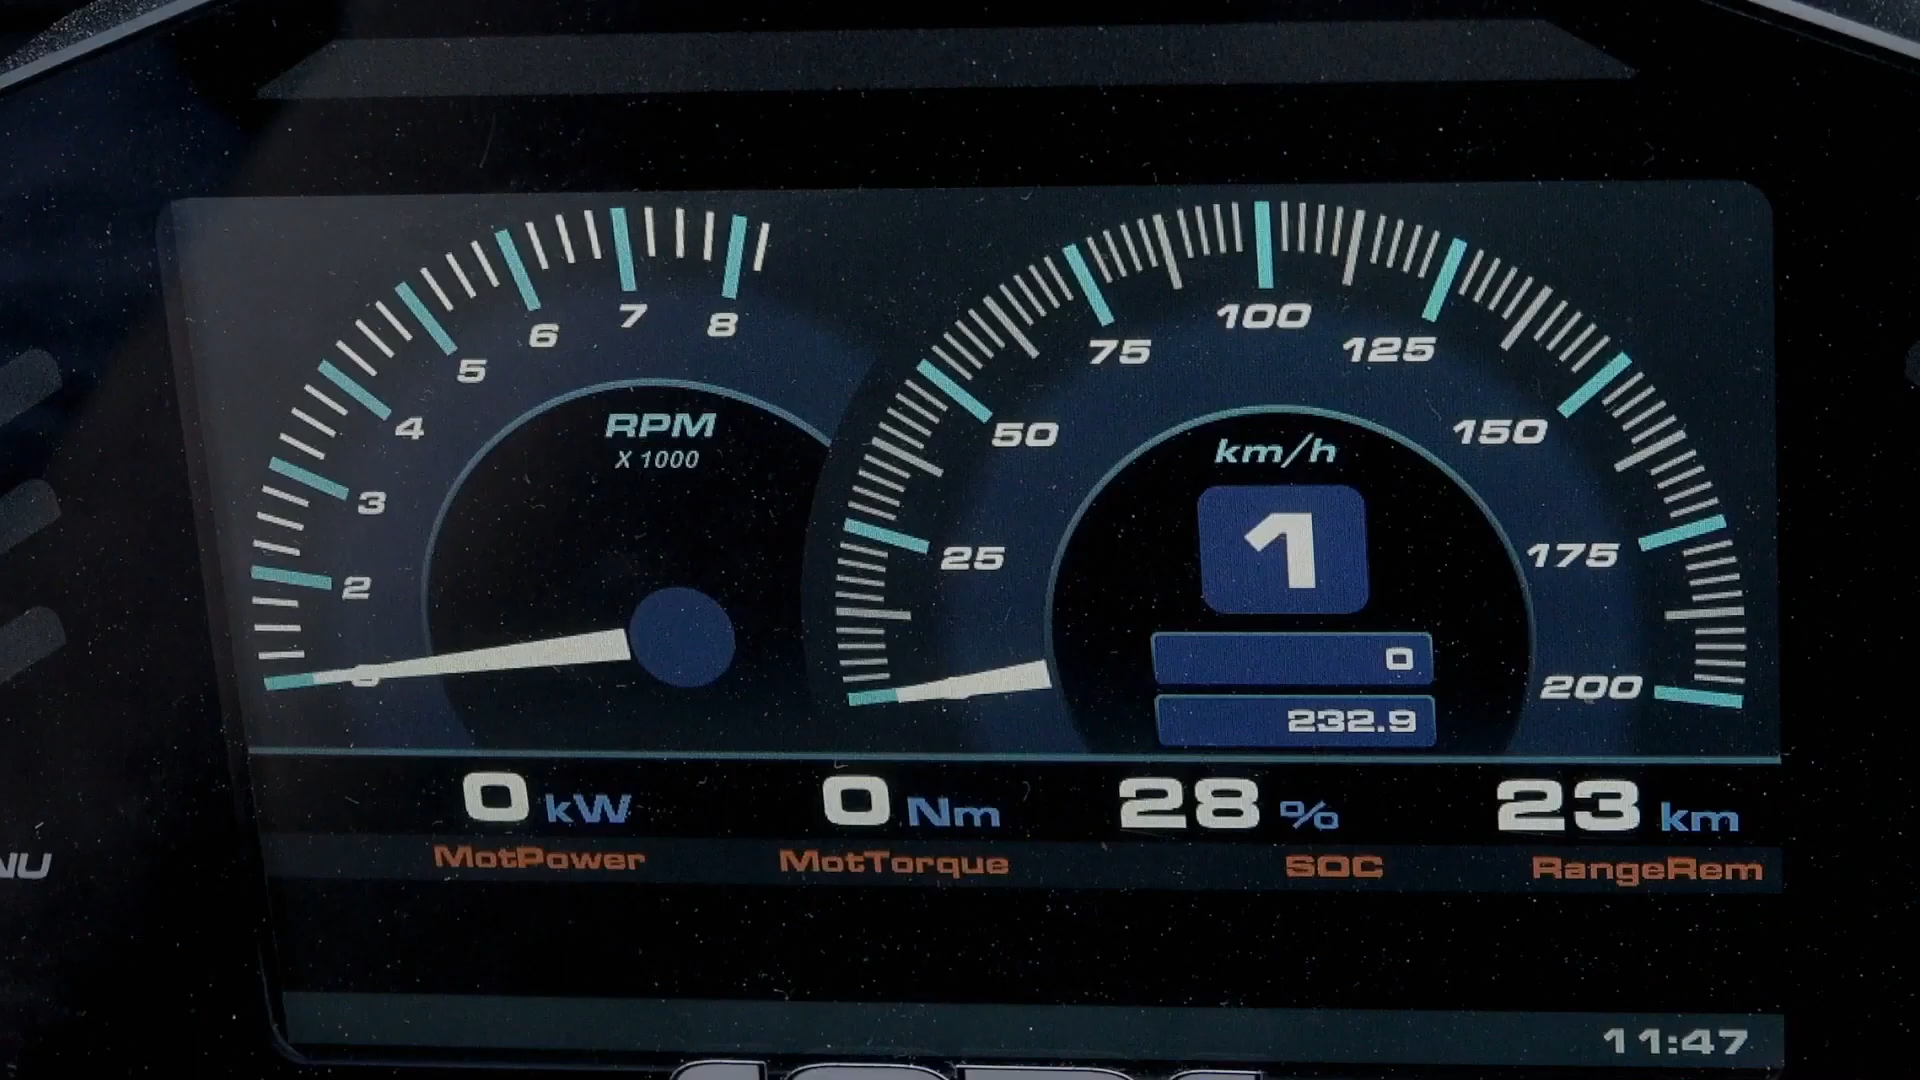 8
7
6
5
4
3
2
RPM
X 1000
100
75
125
50
150
25
175
200
km/h
1
0
232.9
0 kW
0 Nm
28 %
23 km
MotPower
MotTorque
SOC
RangeRem
NU
11:47